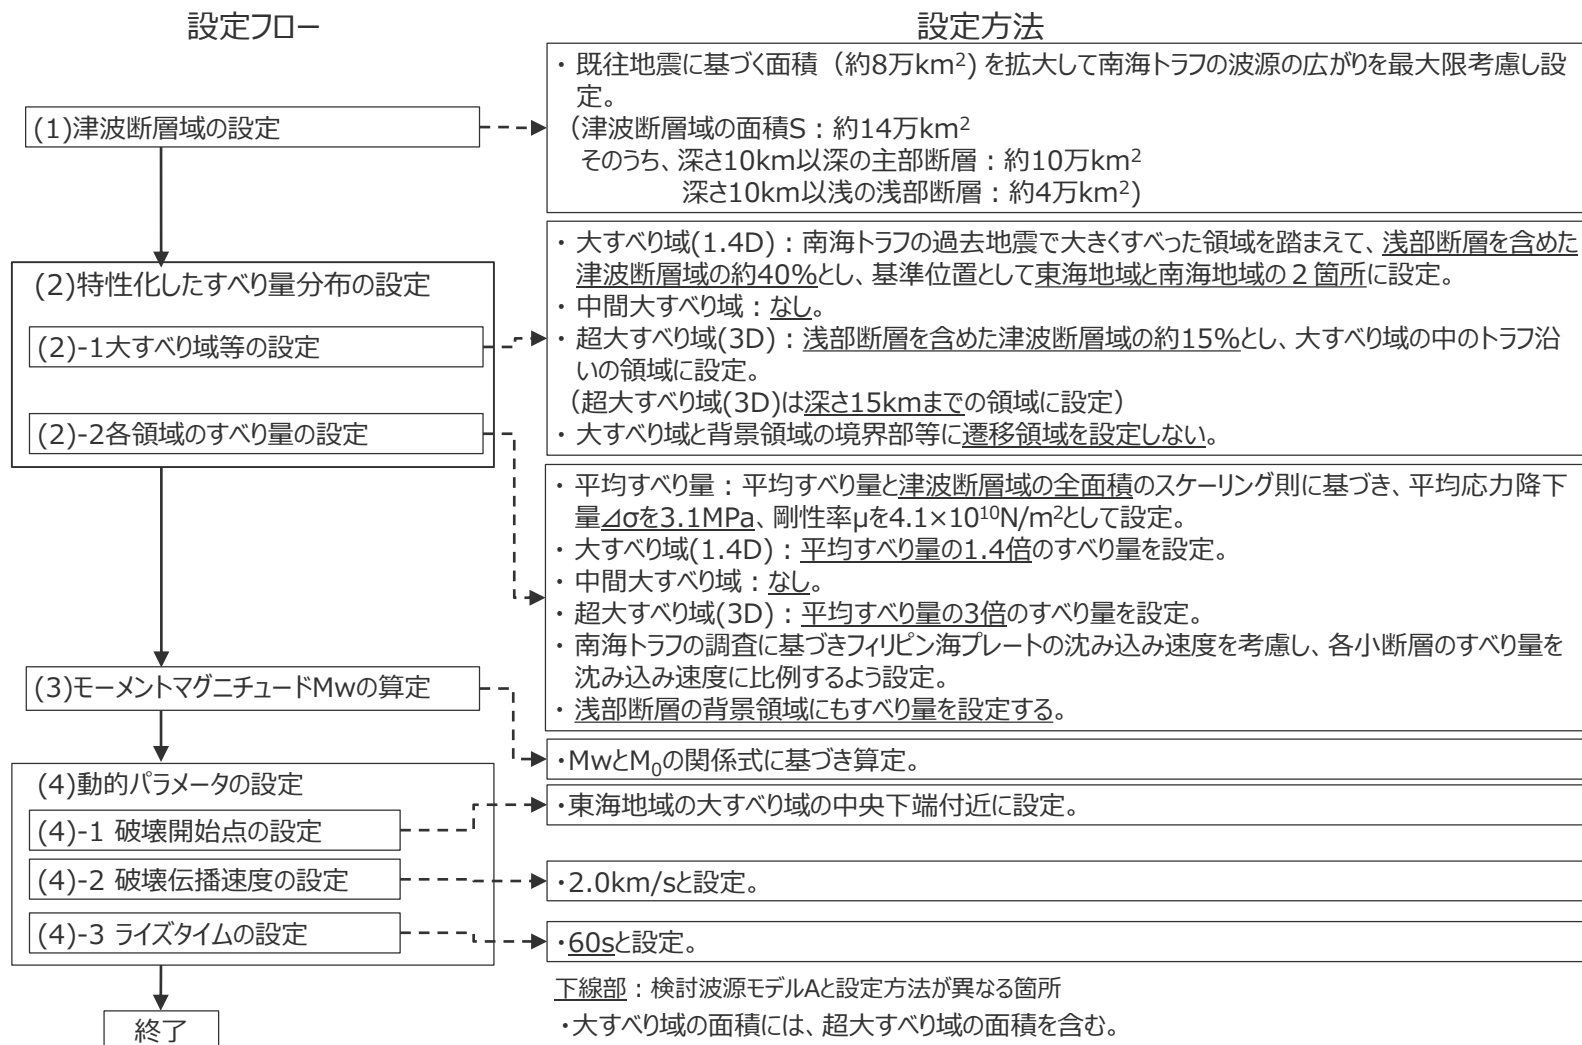 設定フロー
設定方法
(1)津波断層域の設定
・ 既往地震に基づく面積（約8万km²) を拡大して南海トラフの波源の広がりを最大限考慮し設
定。
（津波断層域の面積S：約14万km²
そのうち、深さ10km以深の主部断層：約10万km²
深さ10km以浅の浅部断層：約4万km²)
(2)特性化したすべり量分布の設定
(2)-1大すべり域等の設定
・ 大すべり域(1.4D)：南海トラフの過去地震で大きくすべった領域を踏まえて、浅部断層を含めた
津波断層域の約40%とし、基準位置として東海地域と南海地域の２箇所に設定。
・ 中間大すべり域：なし。
・ 超大すべり域(3D)：浅部断層を含めた津波断層域の約15%とし、大すべり域の中のトラフ沿
いの領域に設定。
（超大すべり域(3D)は深さ15kmまでの領域に設定）
・ 大すべり域と背景領域の境界部等に遷移領域を設定しない。
(2)-2各領域のすべり量の設定
・ 平均すべり量：平均すべり量と津波断層域の全面積のスケーリング則に基づき、平均応力降下
量⊿σを3.1MPa、剛性率μを4.1×10¹⁰N/m²として設定。
・ 大すべり域(1.4D)：平均すべり量の1.4倍のすべり量を設定。
・ 中間大すべり域：なし。
・ 超大すべり域(3D)：平均すべり量の3倍のすべり量を設定。
・ 南海トラフの調査に基づきフィリピン海プレートの沈み込み速度を考慮し、各小断層のすべり量を
沈み込み速度に比例するよう設定。
・ 浅部断層の背景領域にもすべり量を設定する。
(3)モーメントマグニチュードMwの算定
・MwとM₀の関係式に基づき算定。
(4)動的パラメータの設定
(4)-1 破壊開始点の設定
・東海地域の大すべり域の中央下端付近に設定。
(4)-2 破壊伝播速度の設定
・2.0km/sと設定。
(4)-3 ライズタイムの設定
・60sと設定。
終了
下線部：検討波源モデルAと設定方法が異なる箇所
・大すべり域の面積には、超大すべり域の面積を含む。